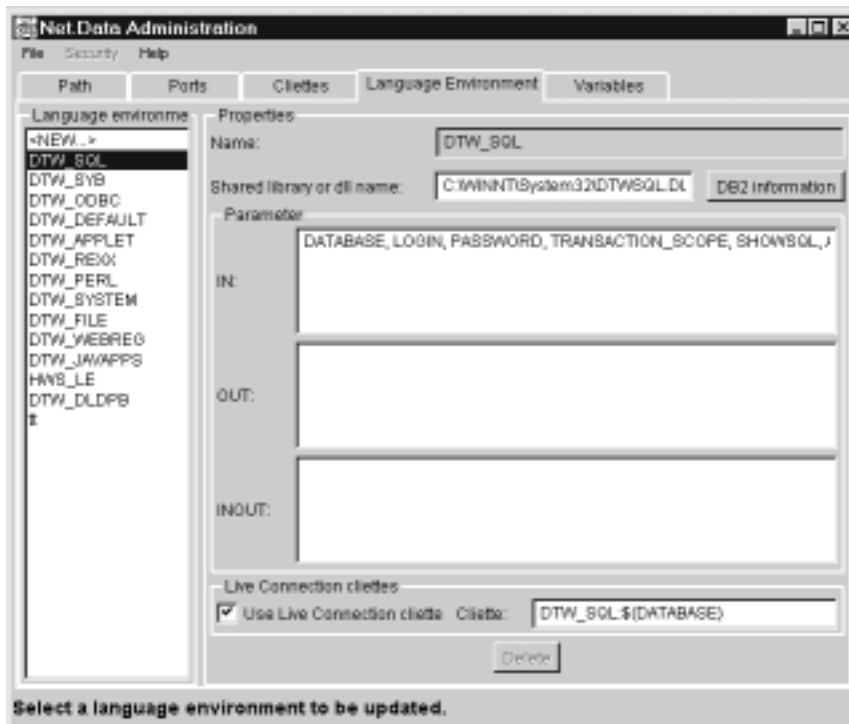 Net.Data Administration
File Security Help
Path Ports Cliettes Language Environment Variables
Language environme
<NEW...>
DTW_SQL
DTW_SYB
DTW_ODBC
DTW_DEFAULT
DTW_APPLET
DTW_REXX
DTW_PERL
DTW_SYSTEM
DTW_FILE
DTW_WEBREG
DTW_JAVAPPS
HWS_LE
DTW_DLDPB
Properties
Name: DTW_SQL
Shared library or dll name: C:\WINNT\System32\DTWSQL.DL DB2 information
Parameter
IN: DATABASE, LOGIN, PASSWORD, TRANSACTION_SCOPE, SHOWSQL,
OUT:
INOUT:
Live Connection cliettes
Use Live Connection cliette Cliette: DTW_SQL:$(DATABASE)
Delete
Select a language environment to be updated.